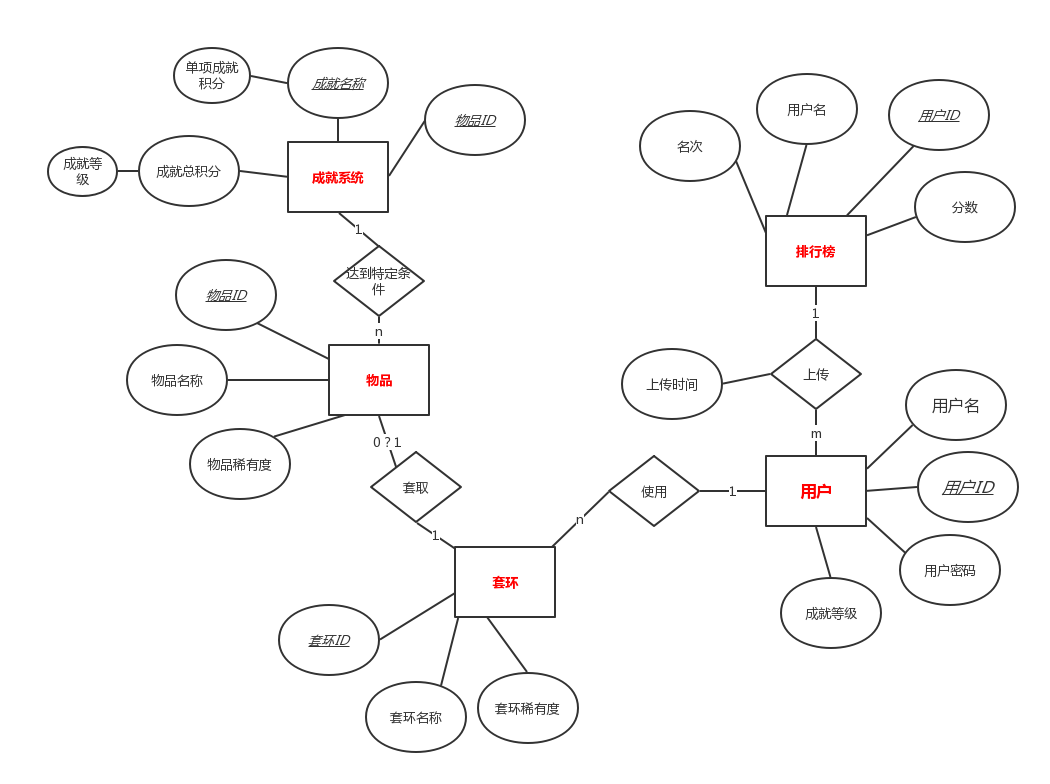 单项成就
积分
成就名称
物品ID
成就等
级
成就总积分
成就系统
1
达到特定条
件
n
物品ID
物品名称
物品
物品稀有度
0 ? 1
套取
1
套环
套环ID
套环名称
套环稀有度
n
使用
1
名次
用户名
用户ID
分数
排行榜
1
上传时间
上传
m
用户名
用户
用户ID
用户密码
成就等级